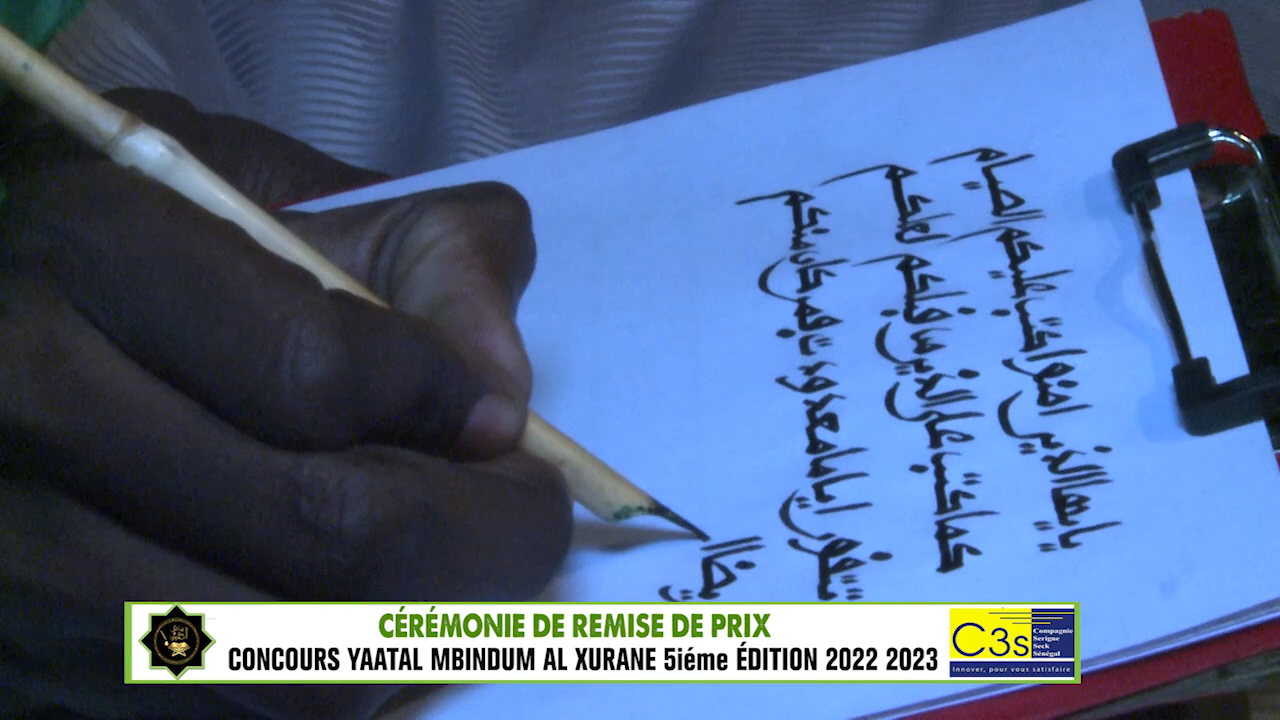 يايها الذين امنوا كتب عليكم الصيام
كما كتب على الذين من قبلكم لعلكم
تتقون اياما معدودت فمن كان منكم
CÉRÉMONIE DE REMISE DE PRIX
CONCOURS YAATAL MBINDUM AL XURANE 5iéme ÉDITION 2022 2023
C3s
Compagnie
Serigne
Seck
Sénégal
Innover, pour vous satisfaire